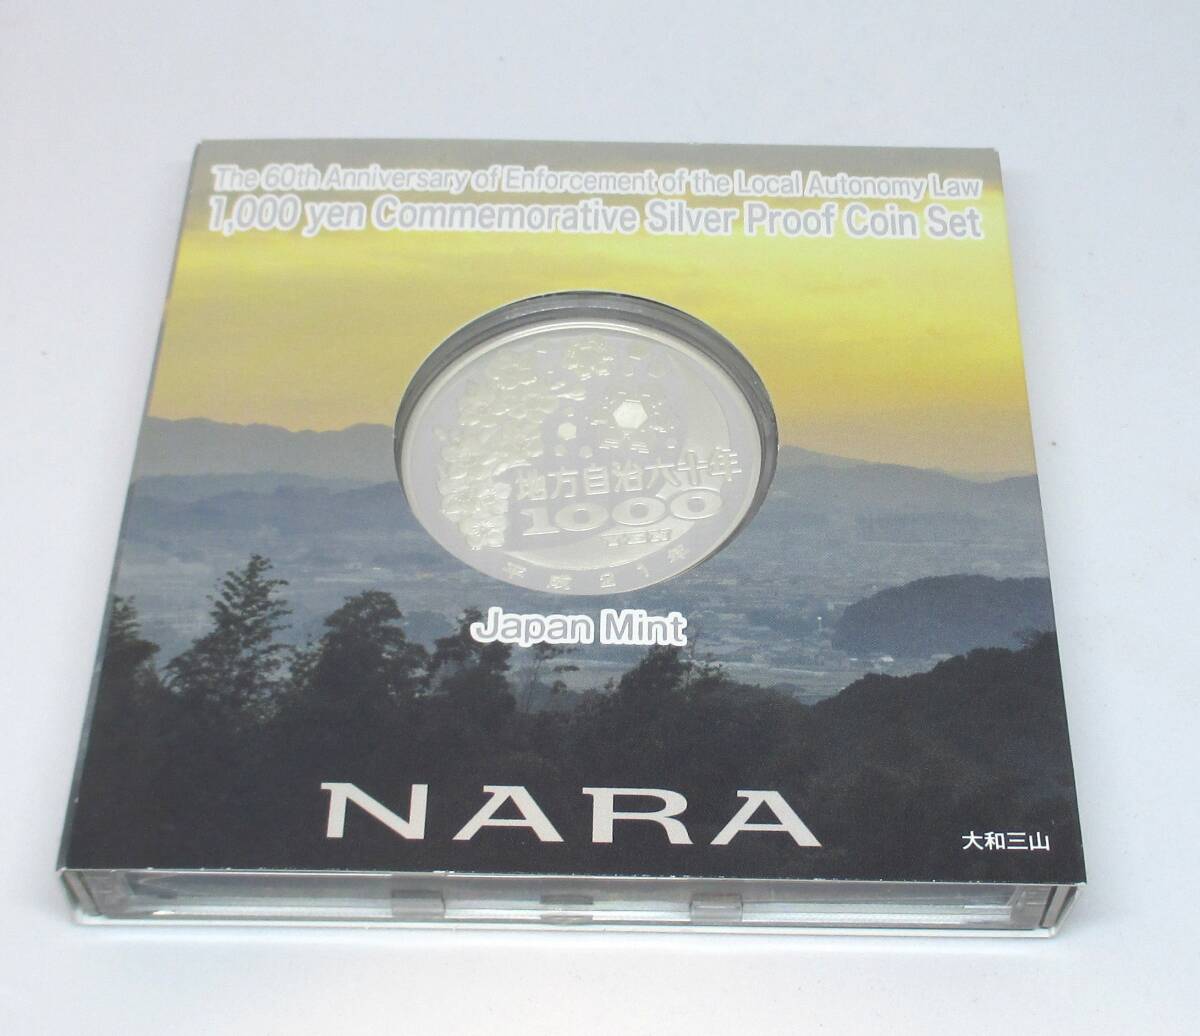 The 60th Anniversary of Enforcement of the Local Autonomy Law
1,000 yen Commemorative Silver Proof Coin Set
地方自治六十年
1000
YEN
平成21年
Japan Mint
NARA
大和三山